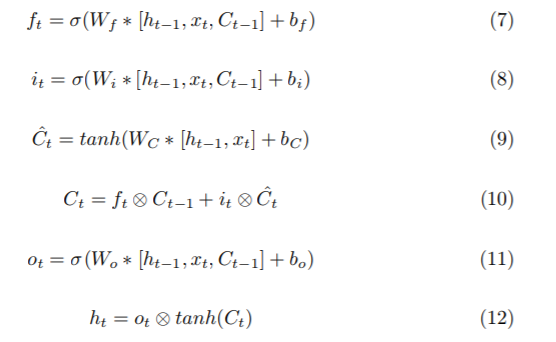 f_t = σ(W_f * [h_{t−1}, x_t, C_{t−1}] + b_f) (7)
i_t = σ(W_i * [h_{t−1}, x_t, C_{t−1}] + b_i) (8)
Ĉ_t = tanh(W_C * [h_{t−1}, x_t] + b_C) (9)
C_t = f_t ⊗ C_{t−1} + i_t ⊗ Ĉ_t (10)
o_t = σ(W_o * [h_{t−1}, x_t, C_{t−1}] + b_o) (11)
h_t = o_t ⊗ tanh(C_t) (12)